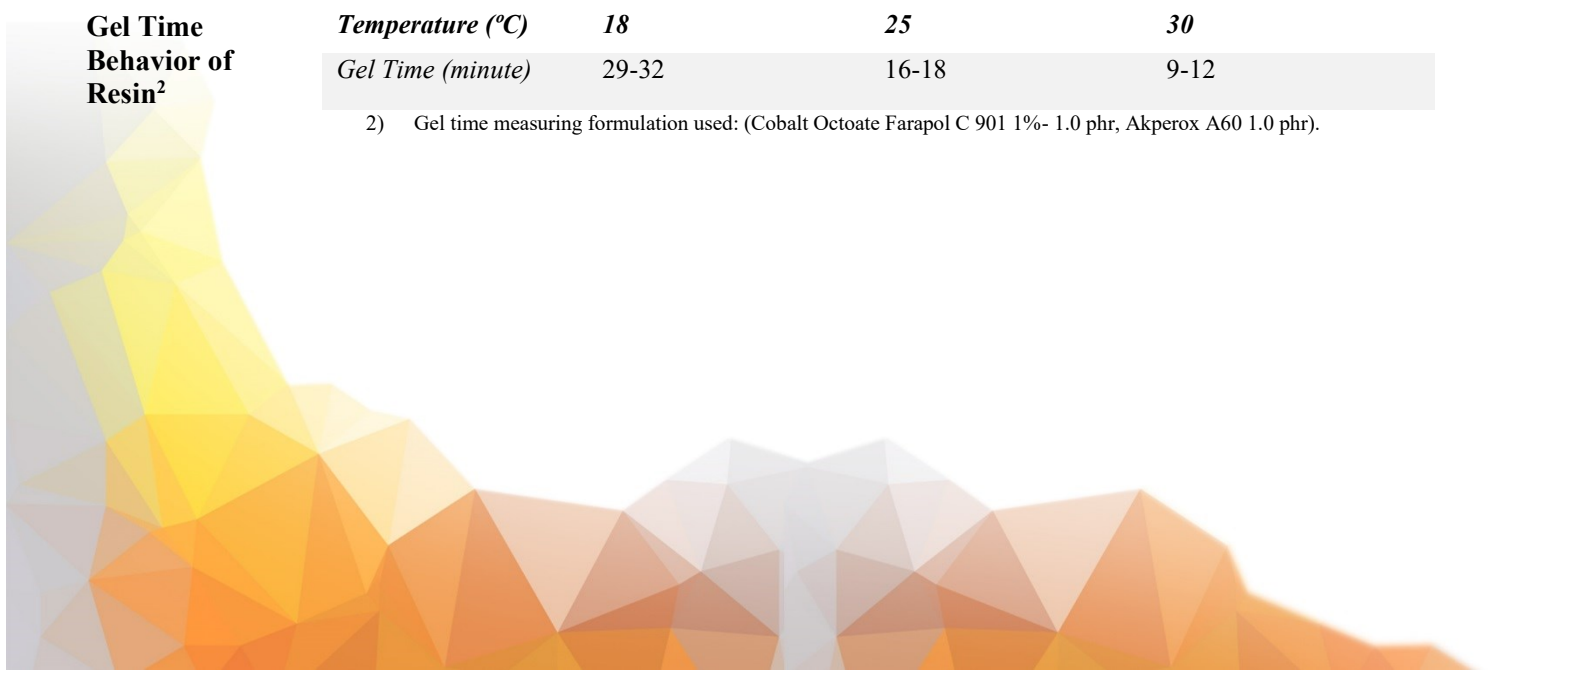 Gel Time
Behavior of
Resin²
Temperature (ºC) 18 25 30
Gel Time (minute) 29-32 16-18 9-12
2) Gel time measuring formulation used: (Cobalt Octoate Farapol C 901 1%- 1.0 phr, Akperox A60 1.0 phr).